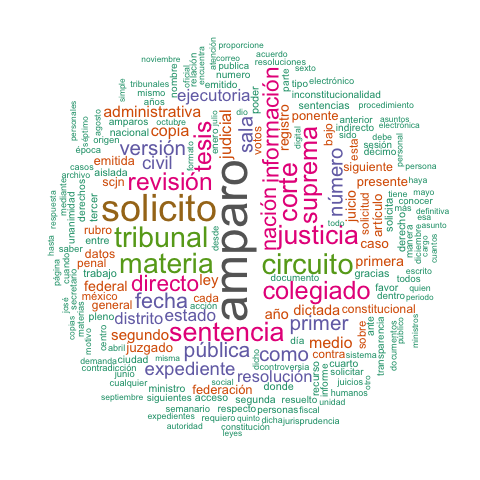 noviembre
acuerdo
atención
proporcione
correo
resoluciones
simple
tribunales
oficial
relación
encuentra
publica
sexto
mismo
nombre
numero
parte
tipo
electrónico
años
emitido
inconstitucionalidad
personales
ejecutoria
poder
sentencias
procedimiento
amparos
octubre
julio
dio
agosto
administrativa
judicial
sala
votos
registro
ponente
anterior
asuntos
séptimo
nacional
copia
enero
digital
bajo
indirecto
electrónica
época
origen
versión
civil
tesis
formato
información
número
sido
debe
sesión
décimo
personal
casos
emitida
aislada
revisión
nación
corte
suprema
esta
siguiente
persona
archivo
scjn
presente
haya
mediante
derechos
unanimidad
tercer
solicito
amparo
juicio
solicitud
artículo
solicita
tiene
mayo
conocer
respuesta
rubro
tribunal
desde
justicia
todo
derecho
más
definitiva
hasta
entre
esa
asunto
saber
datos
materia
circuito
caso
manera
diciembre
cargo
cuantos
página
cuando
penal
documento
primera
trabajo
directo
ley
gracias
todos
escrito
secretario
federal
colegiado
favor
quien
josé
méxico
fecha
cada
año
dictada
constitucional
dentro
periodo
copias
materias
general
estado
acción
pleno
distrito
sentencia
primer
sobre
ante
transparencia
documentos
público
ministros
motivo
centro
segundo
pública
como
día
medio
abril
juzgado
dicho
contra
sistema
demanda
ciudad
misma
controversia
recurso
informe
cuarto
contradicción
junio
expediente
resolución
donde
solicitar
cualquier
ministro
social
federación
juicios
otro
septiembre
siguientes
acceso
segunda
resuelto
humanos
semanario
respecto
personas
fiscal
unidad
expedientes
requiero
quinto
dicha
jurisprudencia
autoridad
constitución
leyes